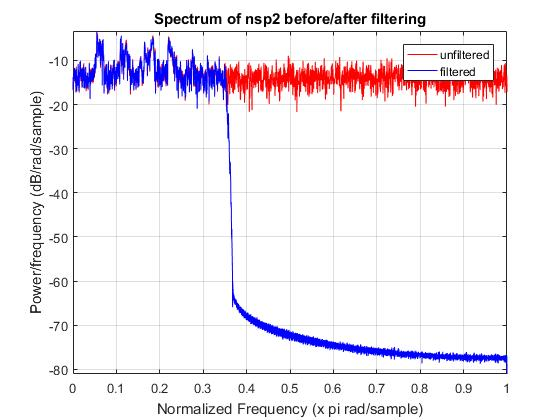 Spectrum of nsp2 before/after filtering
unfiltered
filtered
Power/frequency (dB/rad/sample)
-10
-20
-30
-40
-50
-60
-70
-80
0 0.1 0.2 0.3 0.4 0.5 0.6 0.7 0.8 0.9 1
Normalized Frequency (x pi rad/sample)